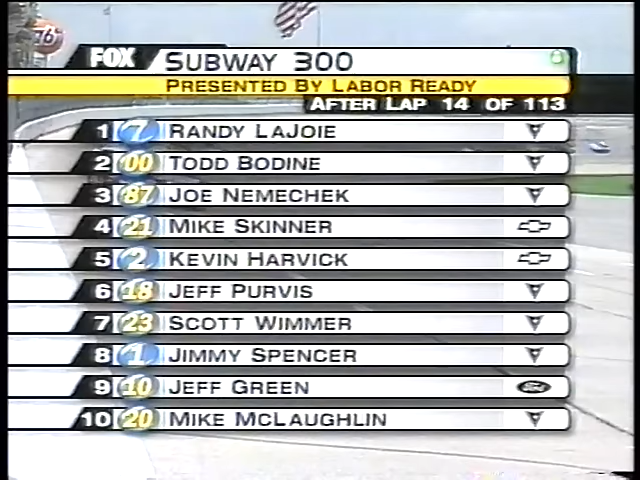 76
FOX SUBWAY 300
PRESENTED BY LABOR READY
AFTER LAP 14 OF 113
1 7 RANDY LAJOIE
2 00 TODD BODINE
3 87 JOE NEMECHEK
4 21 MIKE SKINNER
5 2 KEVIN HARVICK
6 18 JEFF PURVIS
7 23 SCOTT WIMMER
8 1 JIMMY SPENCER
9 10 JEFF GREEN Ford
10 20 MIKE MCLAUGHLIN